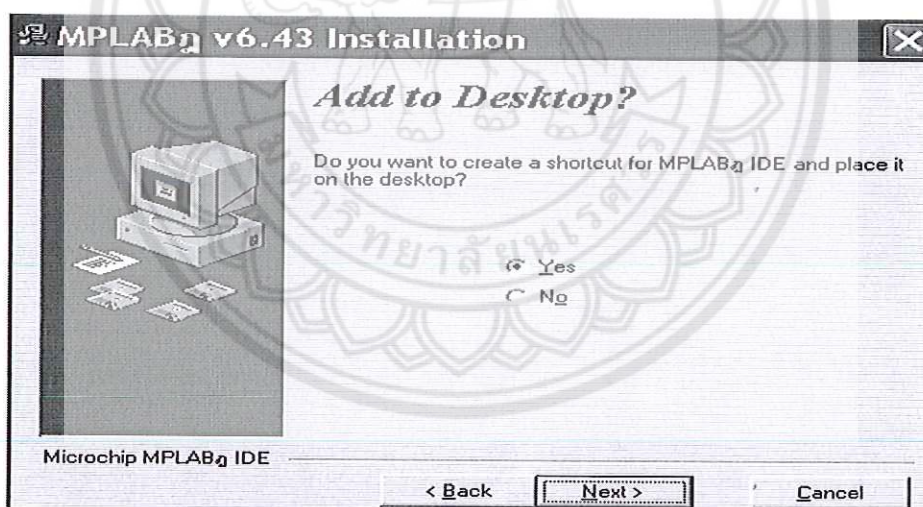 MPLABฎ v6.43 Installation
Add to Desktop?
Do you want to create a shortcut for MPLABฎ IDE and place it
on the desktop?
Yes
No
Microchip MPLABฎ IDE
< Back
Next >
Cancel